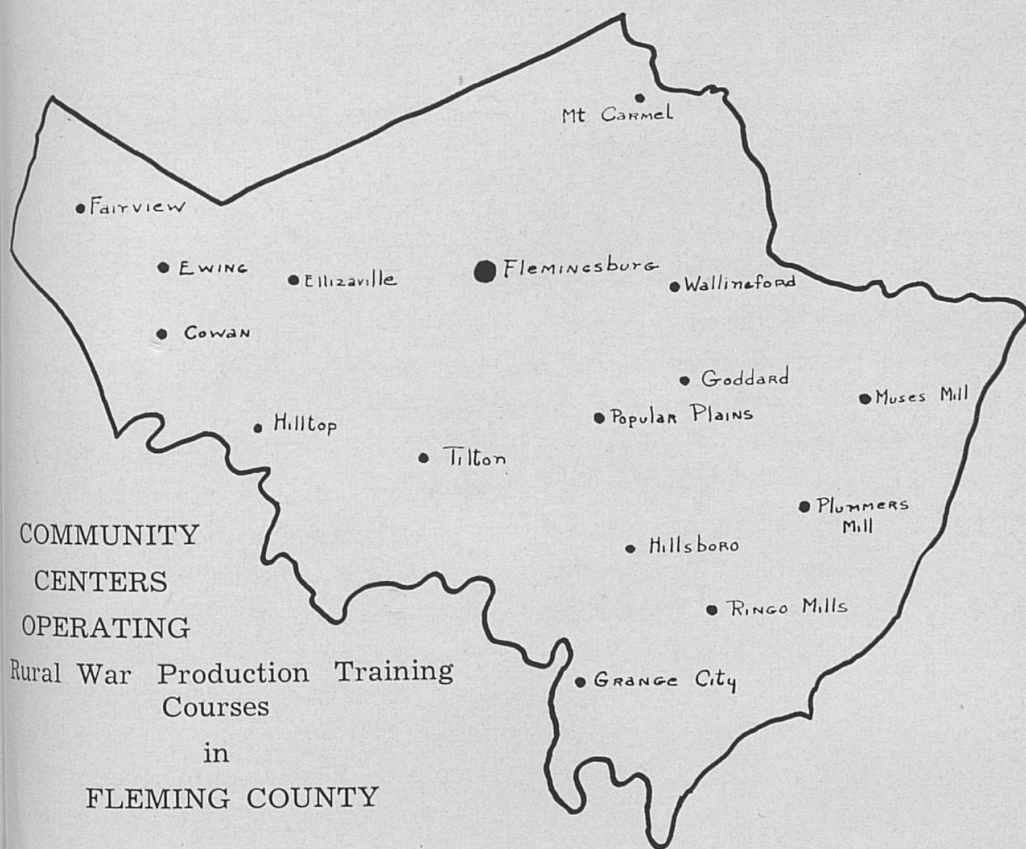 Mt Carmel
Fairview
Ewing
Ellizaville
Flemingsburg
Wallingford
Cowan
Goddard
Muses Mill
Hilltop
Popular Plains
Tilton
Plummers
Mill
Hillsboro
Ringo Mills
Grange City
COMMUNITY
CENTERS
OPERATING
Rural War Production Training
Courses
in
FLEMING COUNTY